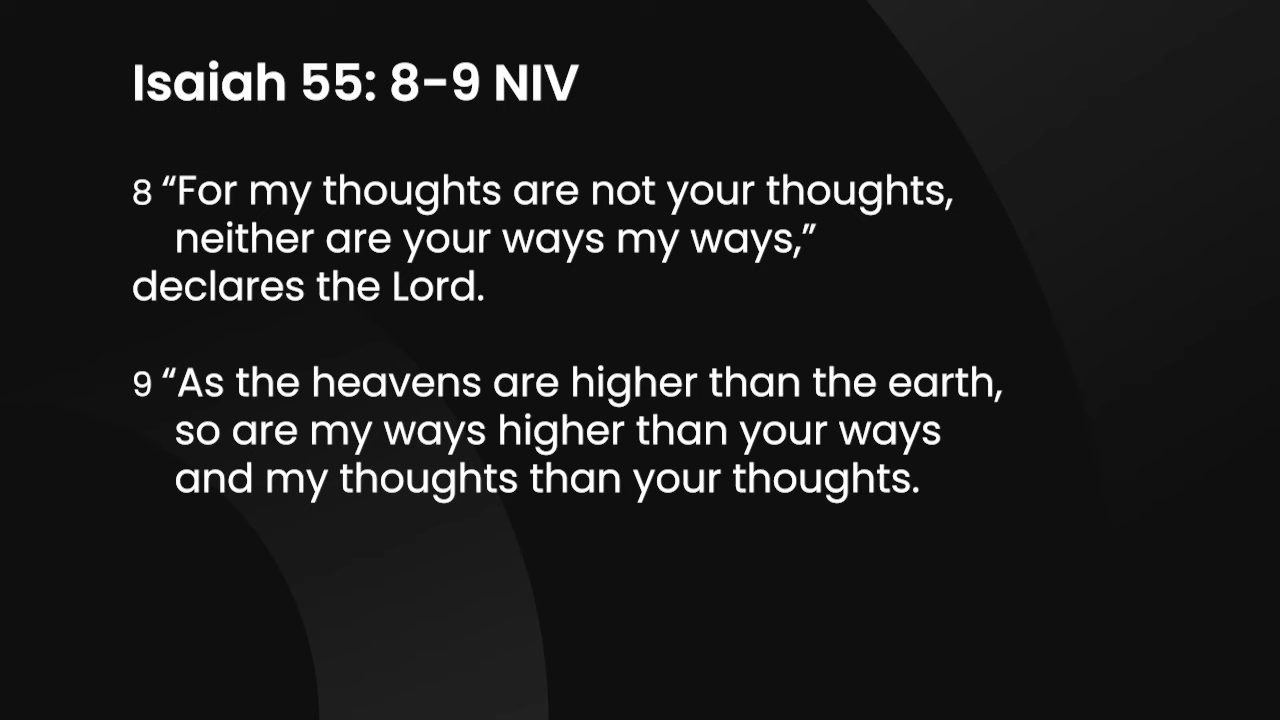 Isaiah 55: 8-9 NIV
8 “For my thoughts are not your thoughts,
neither are your ways my ways,”
declares the Lord.
9 “As the heavens are higher than the earth,
so are my ways higher than your ways
and my thoughts than your thoughts.